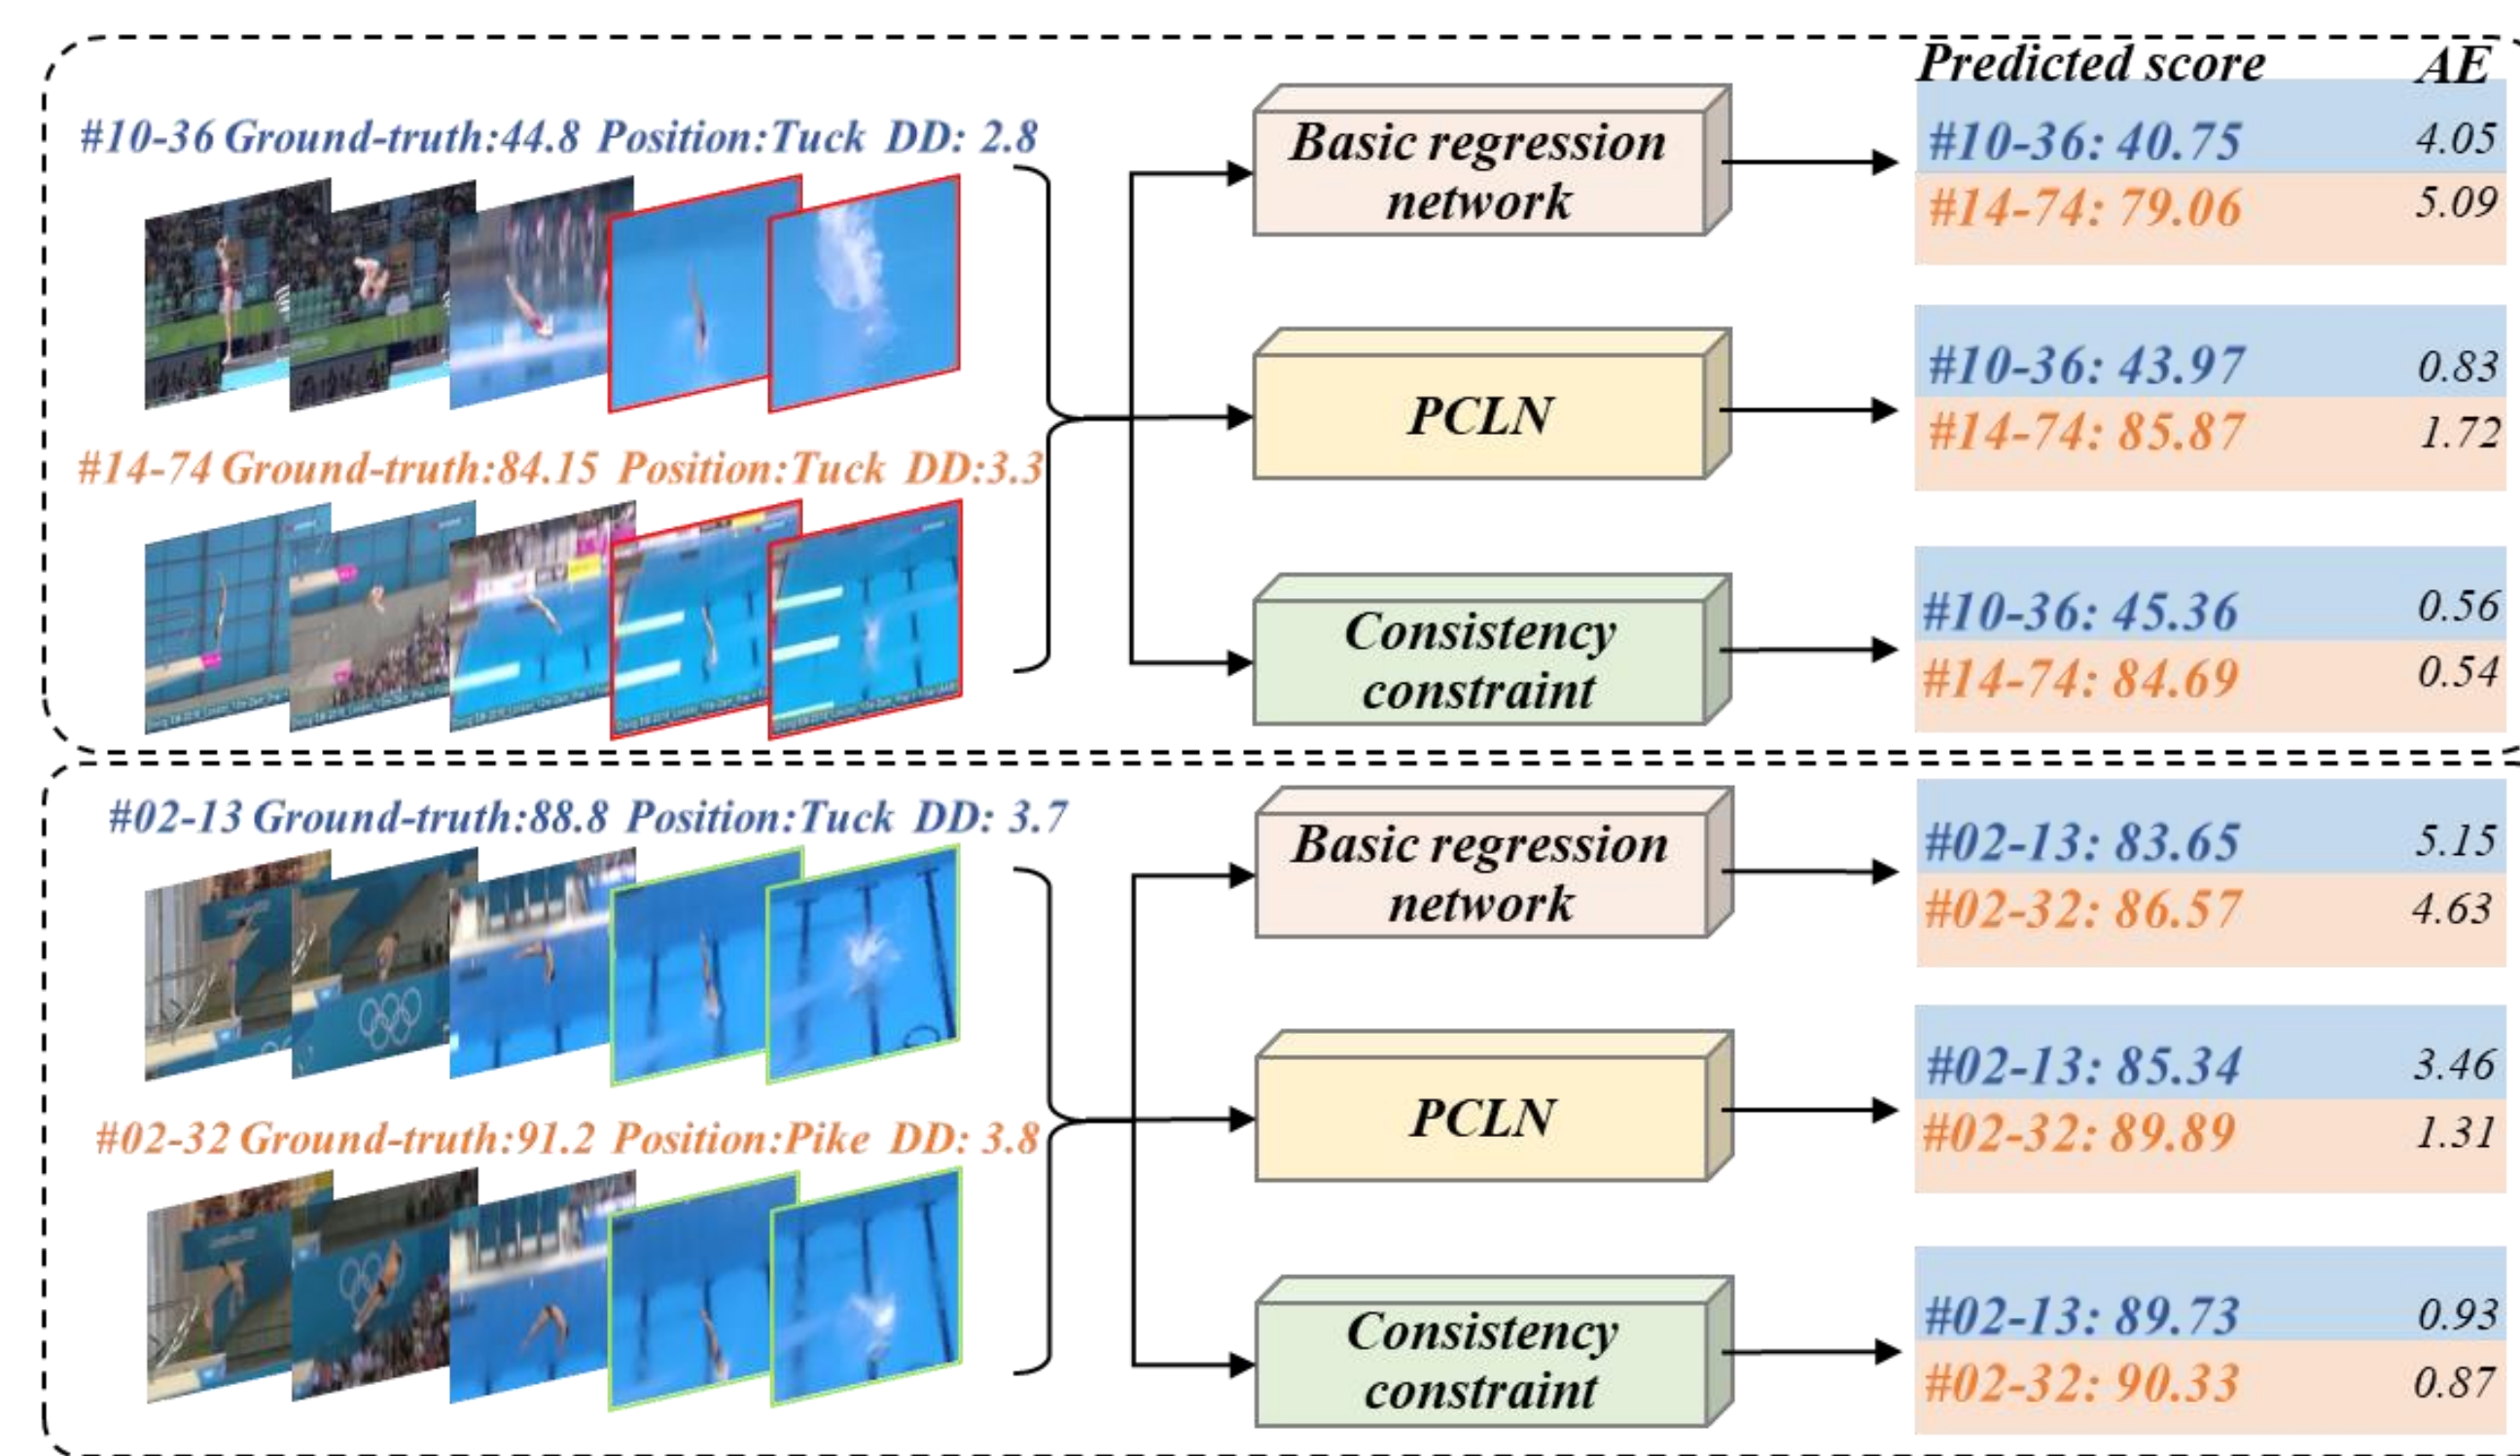 Predicted score AE
#10-36 Ground-truth:44.8 Position:Tuck DD: 2.8
#14-74 Ground-truth:84.15 Position:Tuck DD:3.3
Basic regression
network
#10-36: 40.75 4.05
#14-74: 79.06 5.09
PCLN
#10-36: 43.97 0.83
#14-74: 85.87 1.72
Consistency
constraint
#10-36: 45.36 0.56
#14-74: 84.69 0.54
#02-13 Ground-truth:88.8 Position:Tuck DD: 3.7
#02-32 Ground-truth:91.2 Position:Pike DD: 3.8
Basic regression
network
#02-13: 83.65 5.15
#02-32: 86.57 4.63
PCLN
#02-13: 85.34 3.46
#02-32: 89.89 1.31
Consistency
constraint
#02-13: 89.73 0.93
#02-32: 90.33 0.87